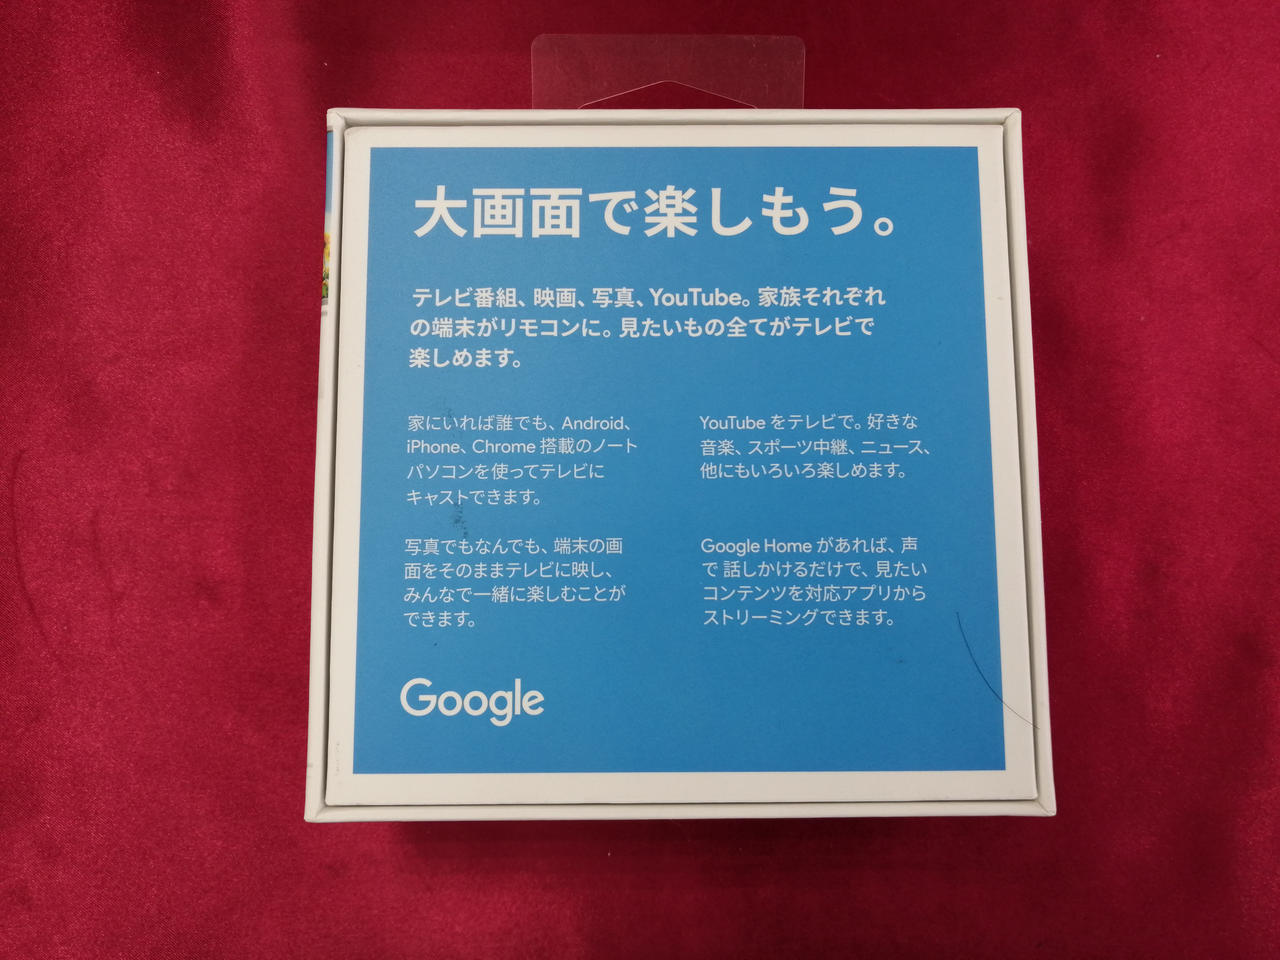 大画面で楽しもう。
テレビ番組、映画、写真、YouTube。家族それぞれ
の端末がリモコンに。見たいもの全てがテレビで
楽しめます。
家にいれば誰でも、Android、
iPhone、Chrome 搭載のノート
パソコンを使ってテレビに
キャストできます。
YouTube をテレビで。好きな
音楽、スポーツ中継、ニュース、
他にもいろいろ楽しめます。
写真でもなんでも、端末の画
面をそのままテレビに映し、
みんなで一緒に楽しむことが
できます。
Google Home があれば、声
で 話しかけるだけで、見たい
コンテンツを対応アプリから
ストリーミングできます。
Google